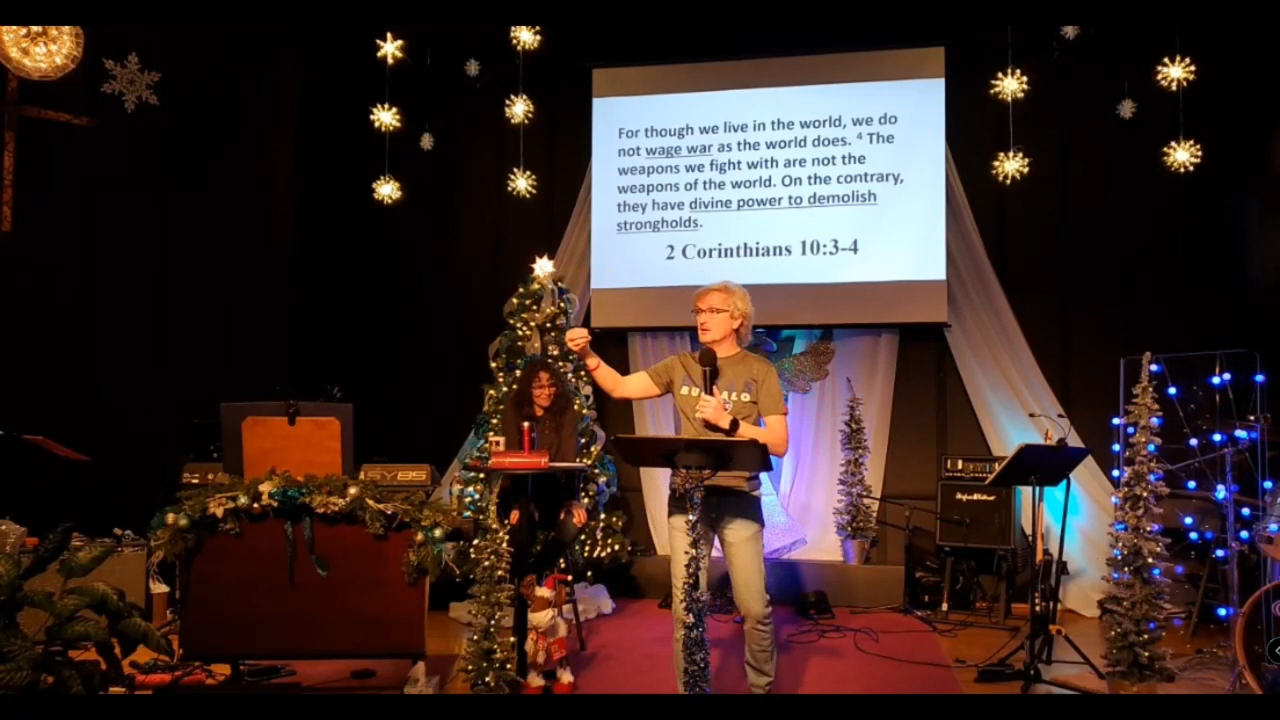 For though we live in the world, we do
not wage war as the world does. ⁴ The
weapons we fight with are not the
weapons of the world. On the contrary,
they have divine power to demolish
strongholds.
2 Corinthians 10:3-4
BUFFALO